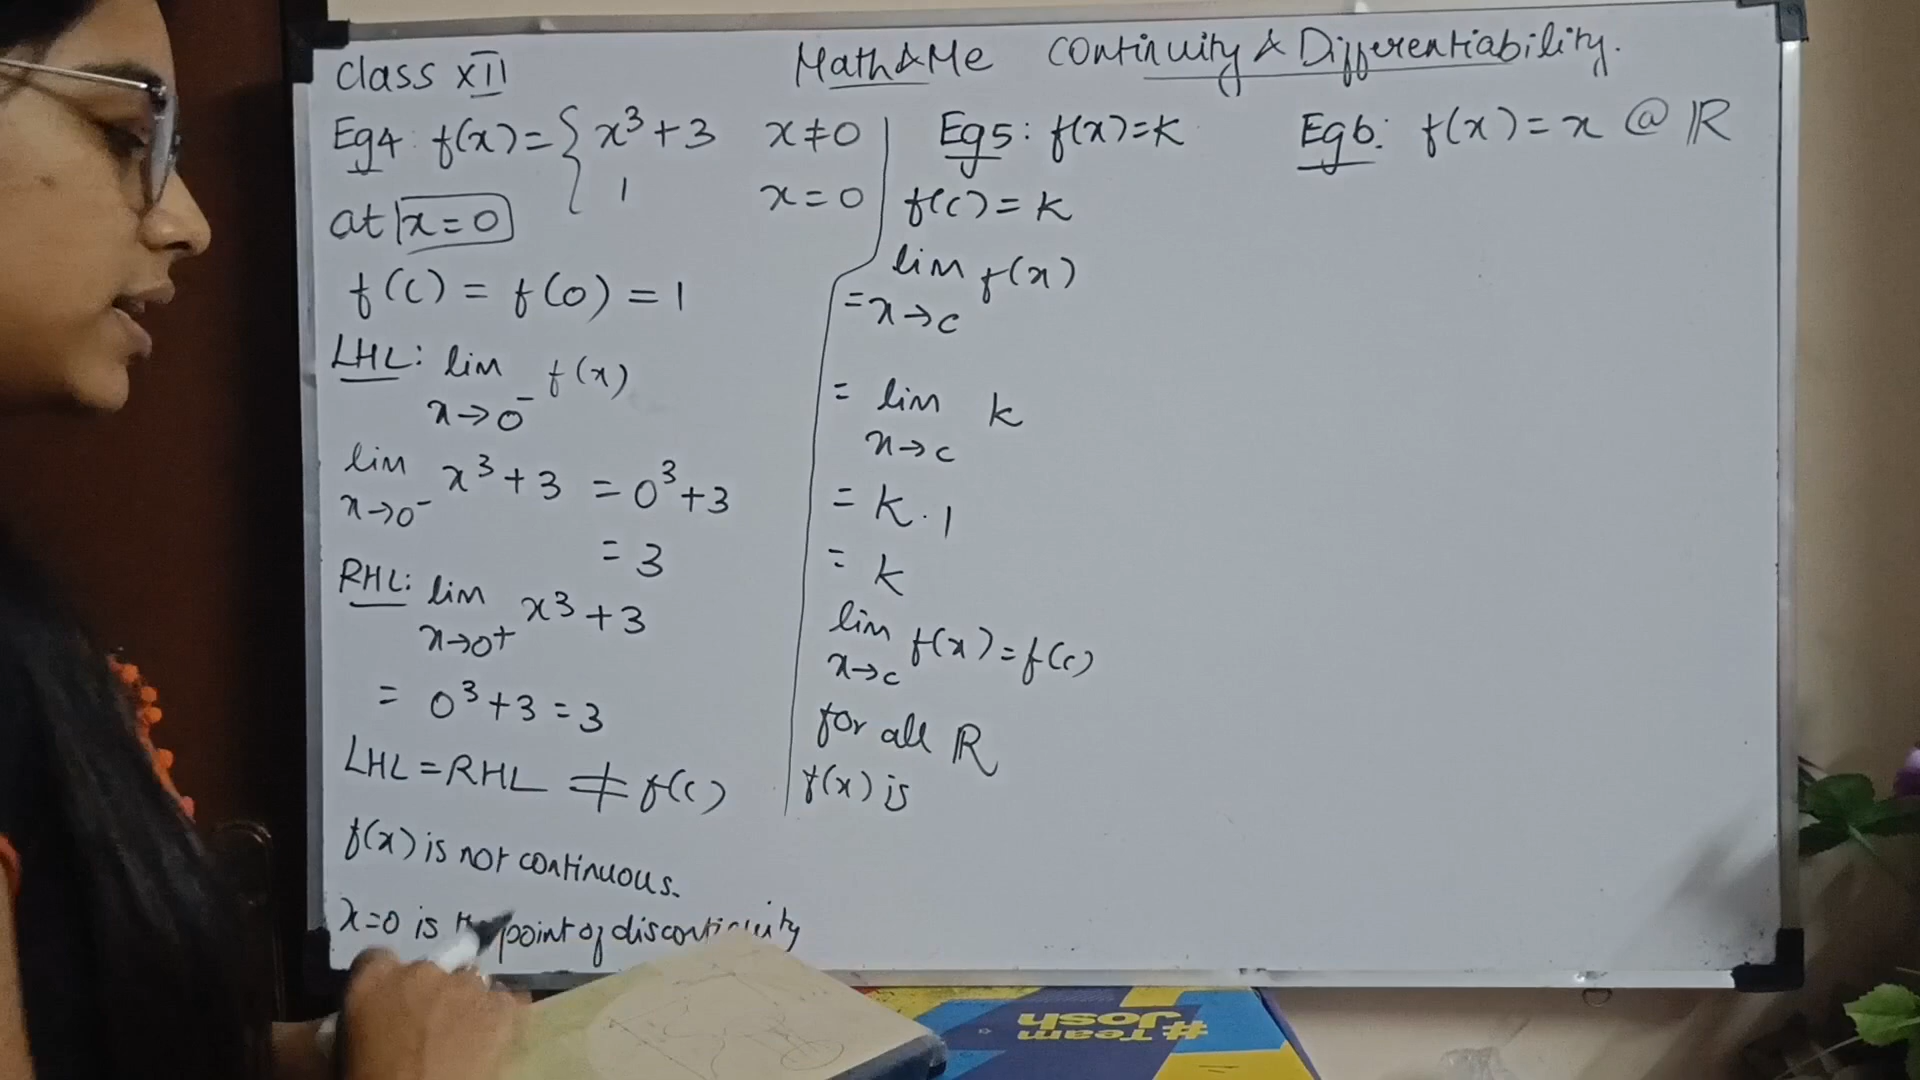 Class XII
Math & Me
Continuity & Differentiability.
Eg4: f(x) = { x³+3 x≠0
1 x=0
at x=0
f(c) = f(0) = 1
LHL: lim f(x)
x→0⁻
lim x³+3 = 0³+3
x→0⁻
= 3
RHL: lim x³+3
x→0+
= 0³+3 = 3
LHL = RHL ≠ f(c)
f(x) is not continuous.
x=0 is point of discontinuity
Eg5: f(x)=k
f(c) = k
lim f(x)
= x→c
= lim k
x→c
= k.1
= k
lim f(x) = f(c)
x→c
for all R
f(x) is
Eg6: f(x) = x @ R
#Team
Josh